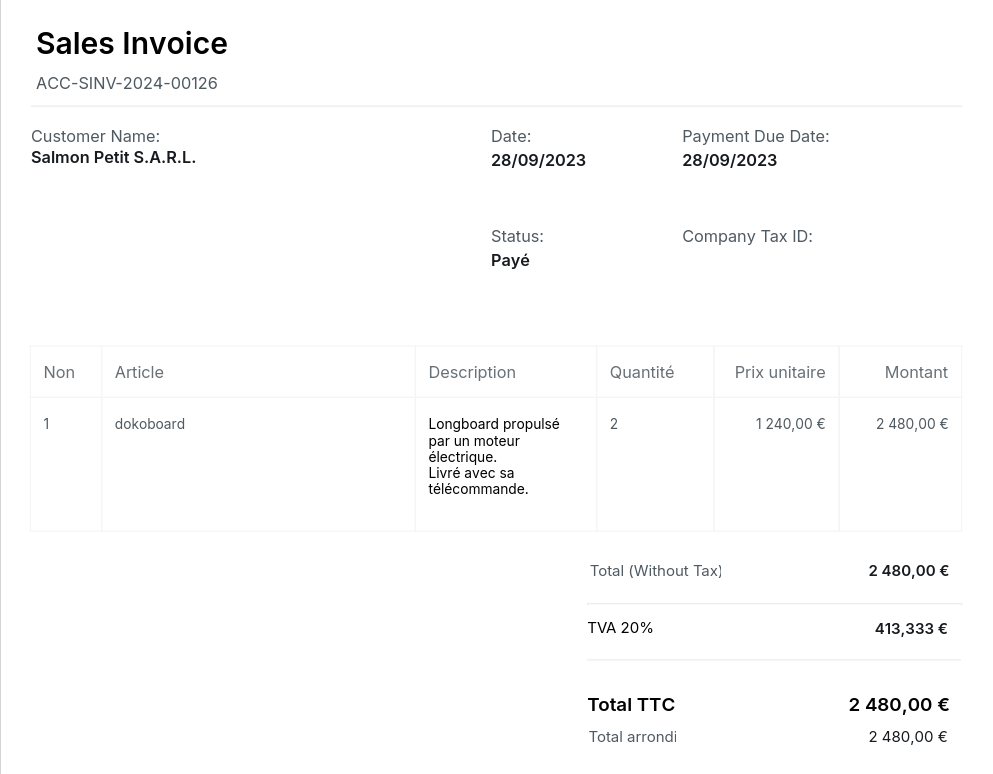 Sales Invoice
ACC-SINV-2024-00126
Customer Name:
Salmon Petit S.A.R.L.
Date:
28/09/2023
Payment Due Date:
28/09/2023
Status:
Payé
Company Tax ID:
Non Article Description Quantité Prix unitaire Montant
1 dokoboard Longboard propulsé 2 1 240,00 € 2 480,00 €
par un moteur
électrique.
Livré avec sa
télécommande.
Total (Without Tax) 2 480,00 €
TVA 20% 413,333 €
Total TTC 2 480,00 €
Total arrondi 2 480,00 €